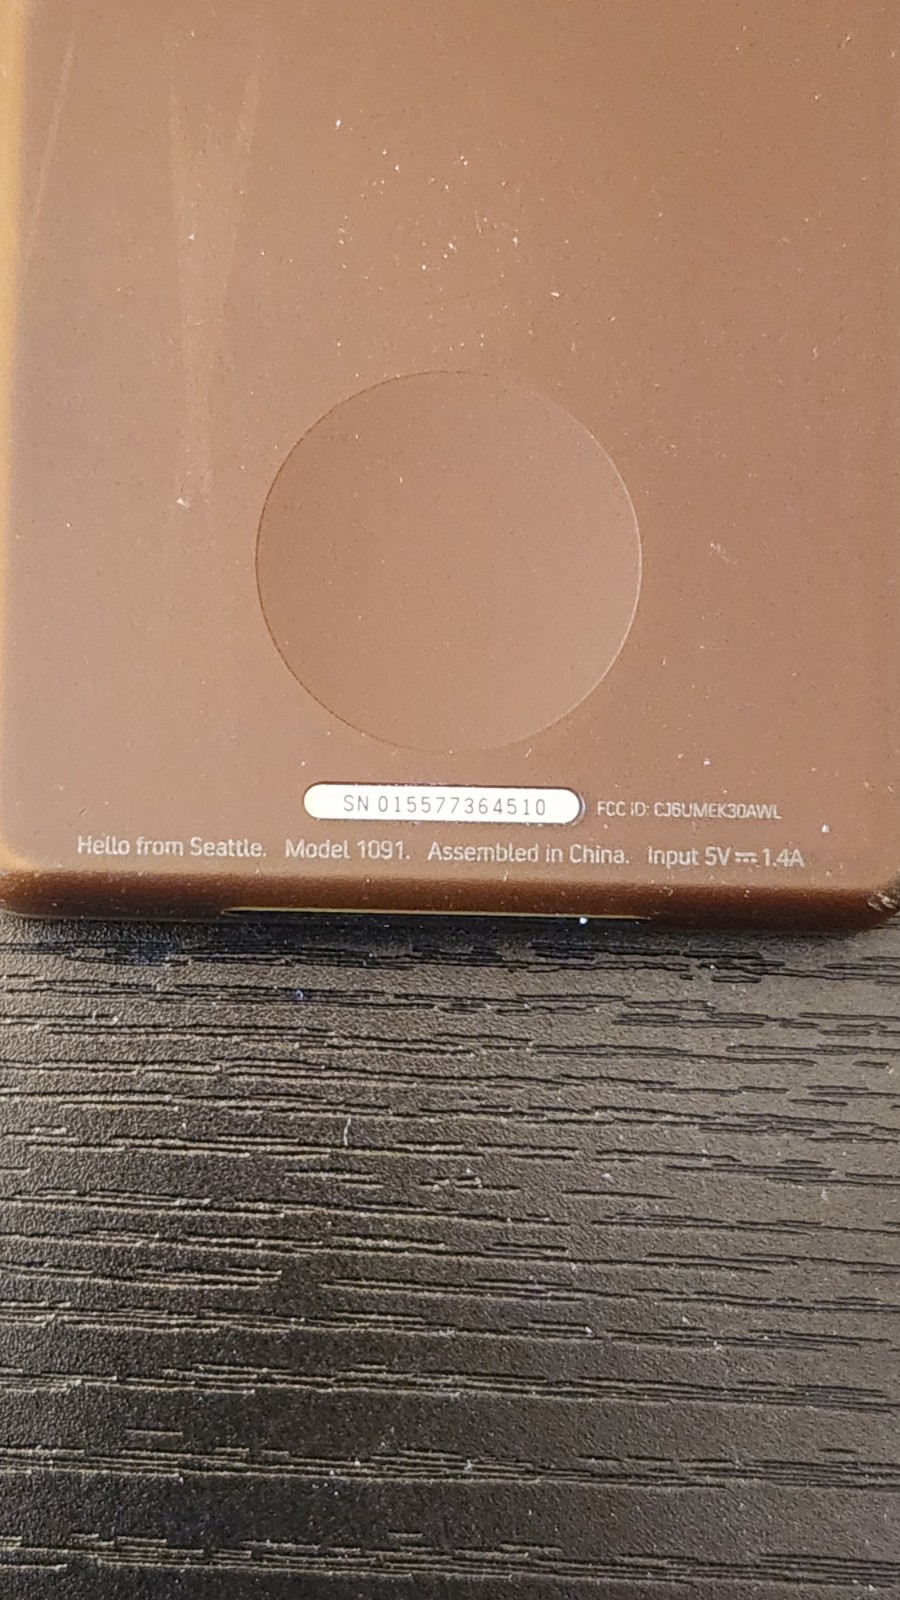 SN 015577364510 FCC ID: CJ6UMEK30AWL
Hello from Seattle. Model 1091. Assembled in China. Input 5V⎓1.4A